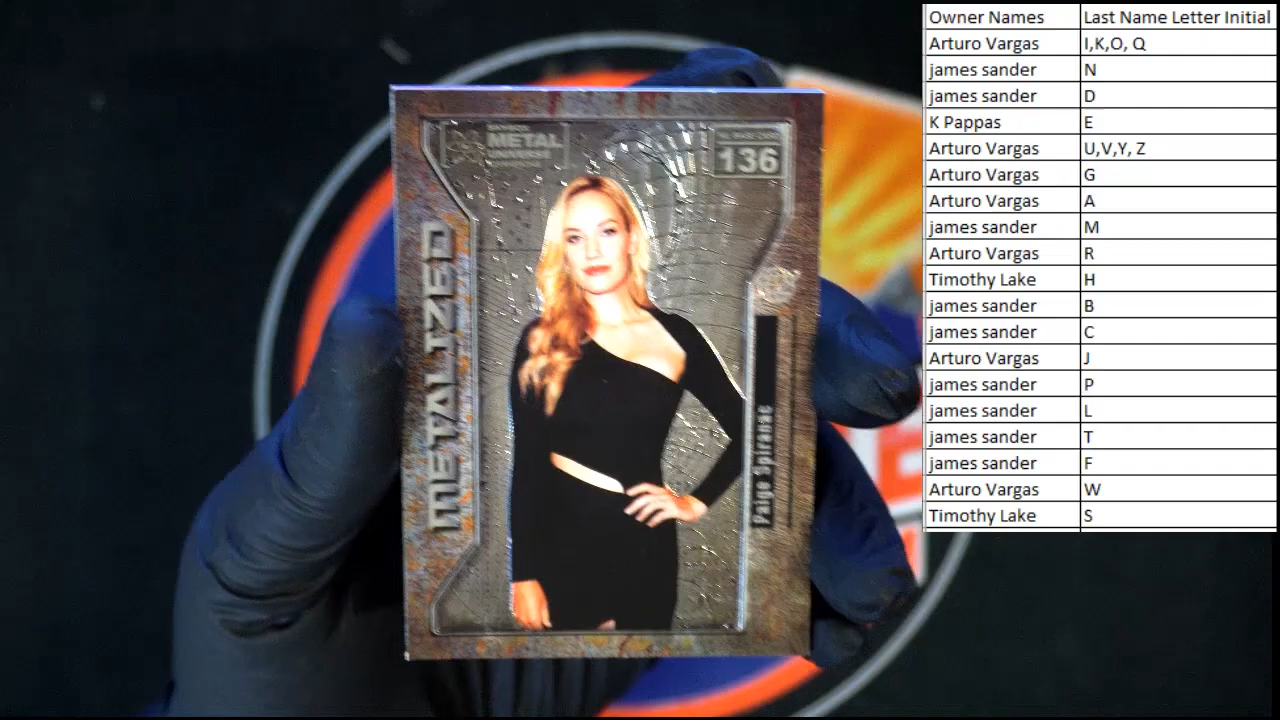 METAL
UNIVERSE
136
METALIZED
Paige Spiranac
Owner Names Last Name Letter Initial
Arturo Vargas I,K,O, Q
james sander N
james sander D
K Pappas E
Arturo Vargas U,V,Y, Z
Arturo Vargas G
Arturo Vargas A
james sander M
Arturo Vargas R
Timothy Lake H
james sander B
james sander C
Arturo Vargas J
james sander P
james sander L
james sander T
james sander F
Arturo Vargas W
Timothy Lake S